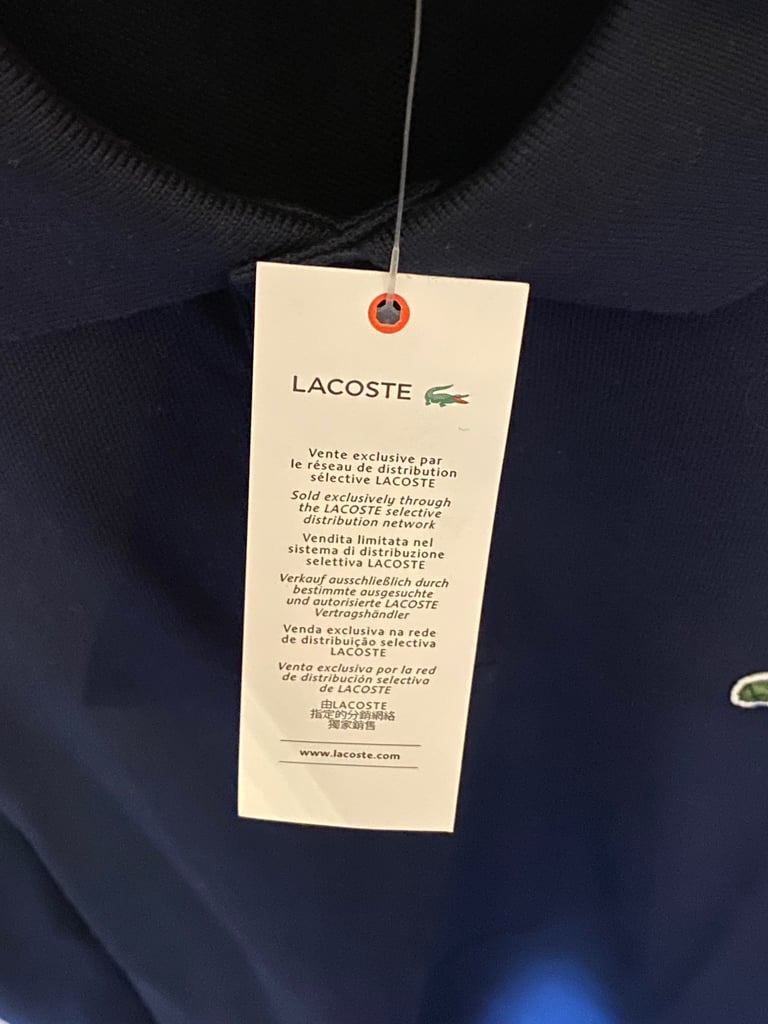 LACOSTE
Vente exclusive par
le réseau de distribution
sélective LACOSTE
Sold exclusively through
the LACOSTE selective
distribution network
Vendita limitata nel
sistema di distribuzione
selettiva LACOSTE
Verkauf ausschließlich durch
bestimmte ausgesuchte
und autorisierte LACOSTE
Vertragshändler
Venda exclusiva na rede
de distribuição selectiva
LACOSTE
Venta exclusiva por la red
de distribución selectiva
de LACOSTE
由LACOSTE
指定的分銷網絡
獨家銷售
www.lacoste.com